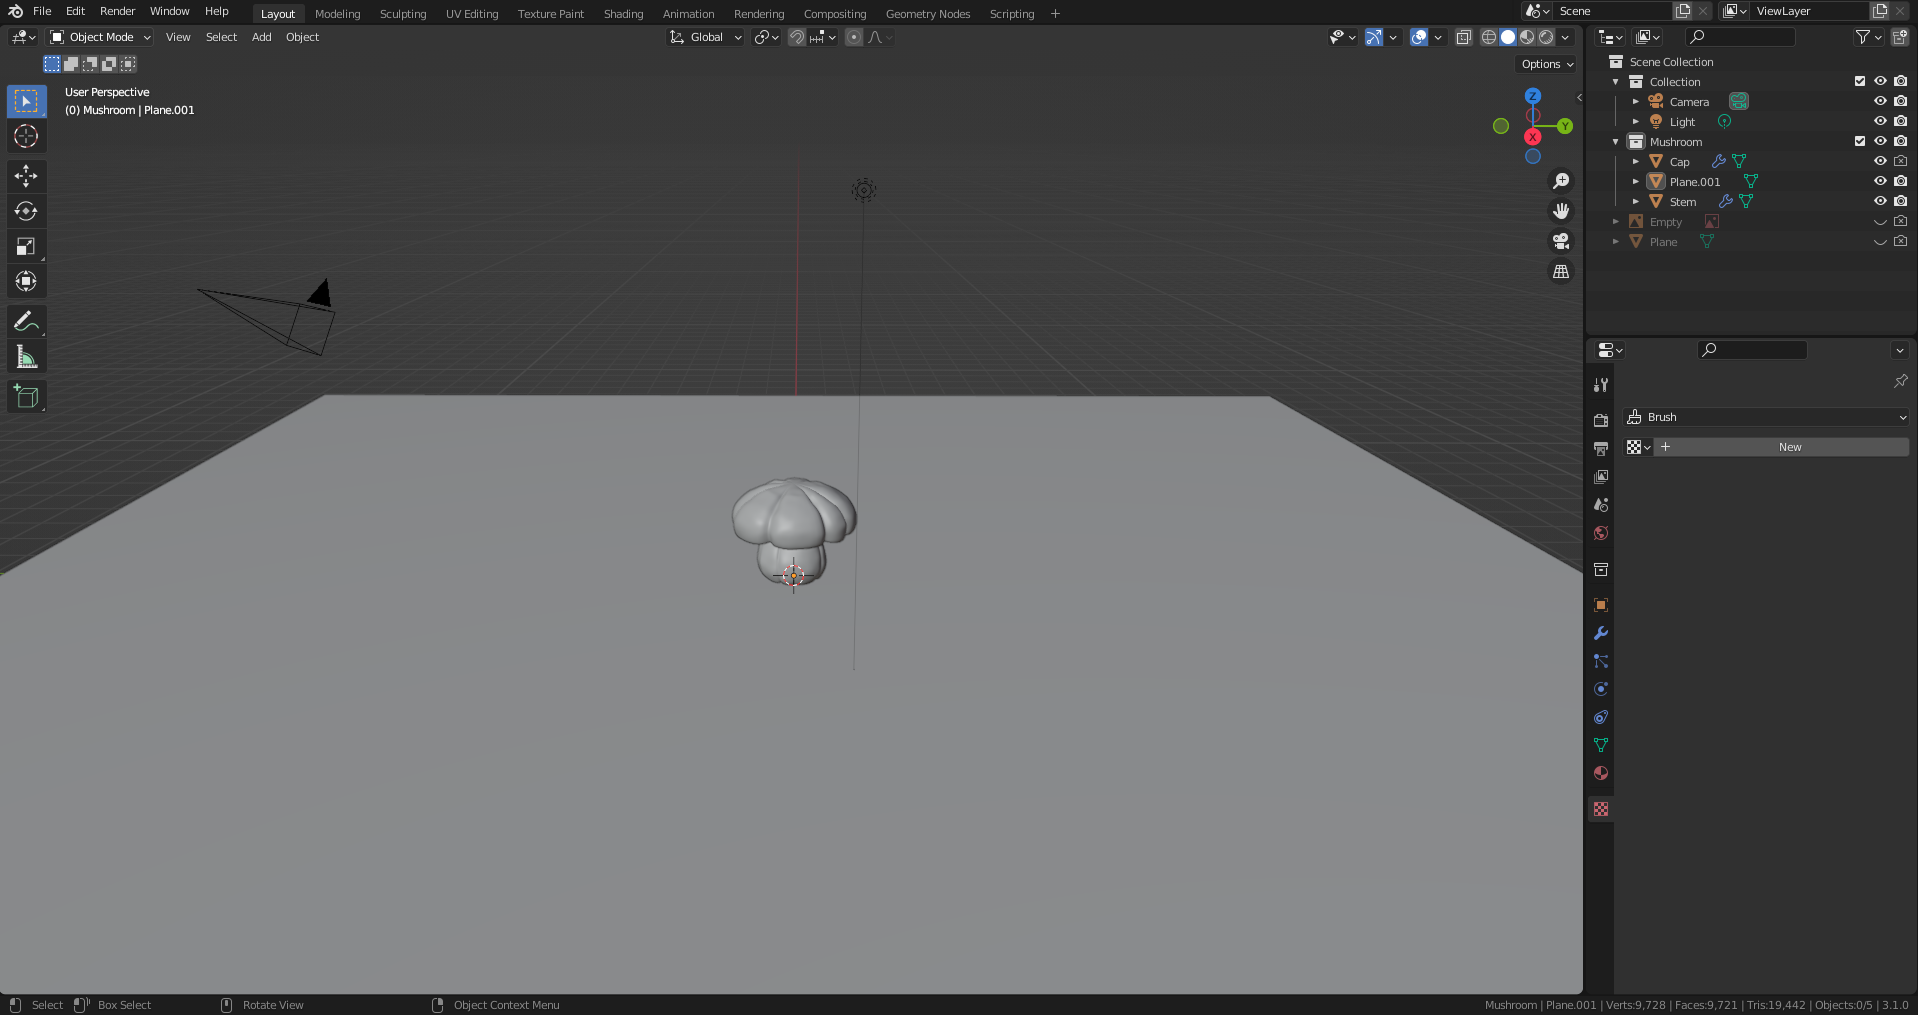 File Edit Render Window Help Layout Modeling Sculpting UV Editing Texture Paint Shading Animation Rendering Compositing Geometry Nodes Scripting + Scene ViewLayer
Object Mode View Select Add Object Global
Options
User Perspective
(0) Mushroom | Plane.001
Z
Y
X
Scene Collection
Collection
Camera
Light
Mushroom
Cap
Plane.001
Stem
Empty
Plane
Brush
+ New
Select Box Select Rotate View Object Context Menu Mushroom | Plane.001 | Verts:9,728 | Faces:9,721 | Tris:19,442 | Objects:0/5 | 3.1.0